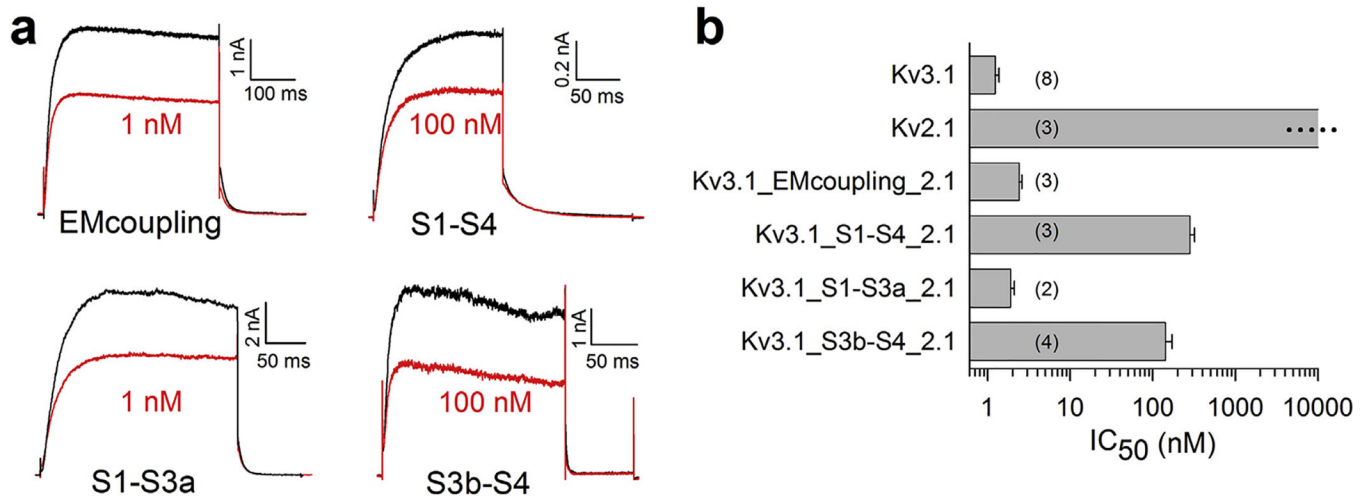 a
1 nA
100 ms
1 nM
EMcoupling
0.2 nA
50 ms
100 nM
S1-S4
2 nA
50 ms
1 nM
S1-S3a
1 nA
50 ms
100 nM
S3b-S4
b
Kv3.1 (8)
Kv2.1 (3)
Kv3.1_EMcoupling_2.1 (3)
Kv3.1_S1-S4_2.1 (3)
Kv3.1_S1-S3a_2.1 (2)
Kv3.1_S3b-S4_2.1 (4)
1 10 100 1000 10000
IC50 (nM)